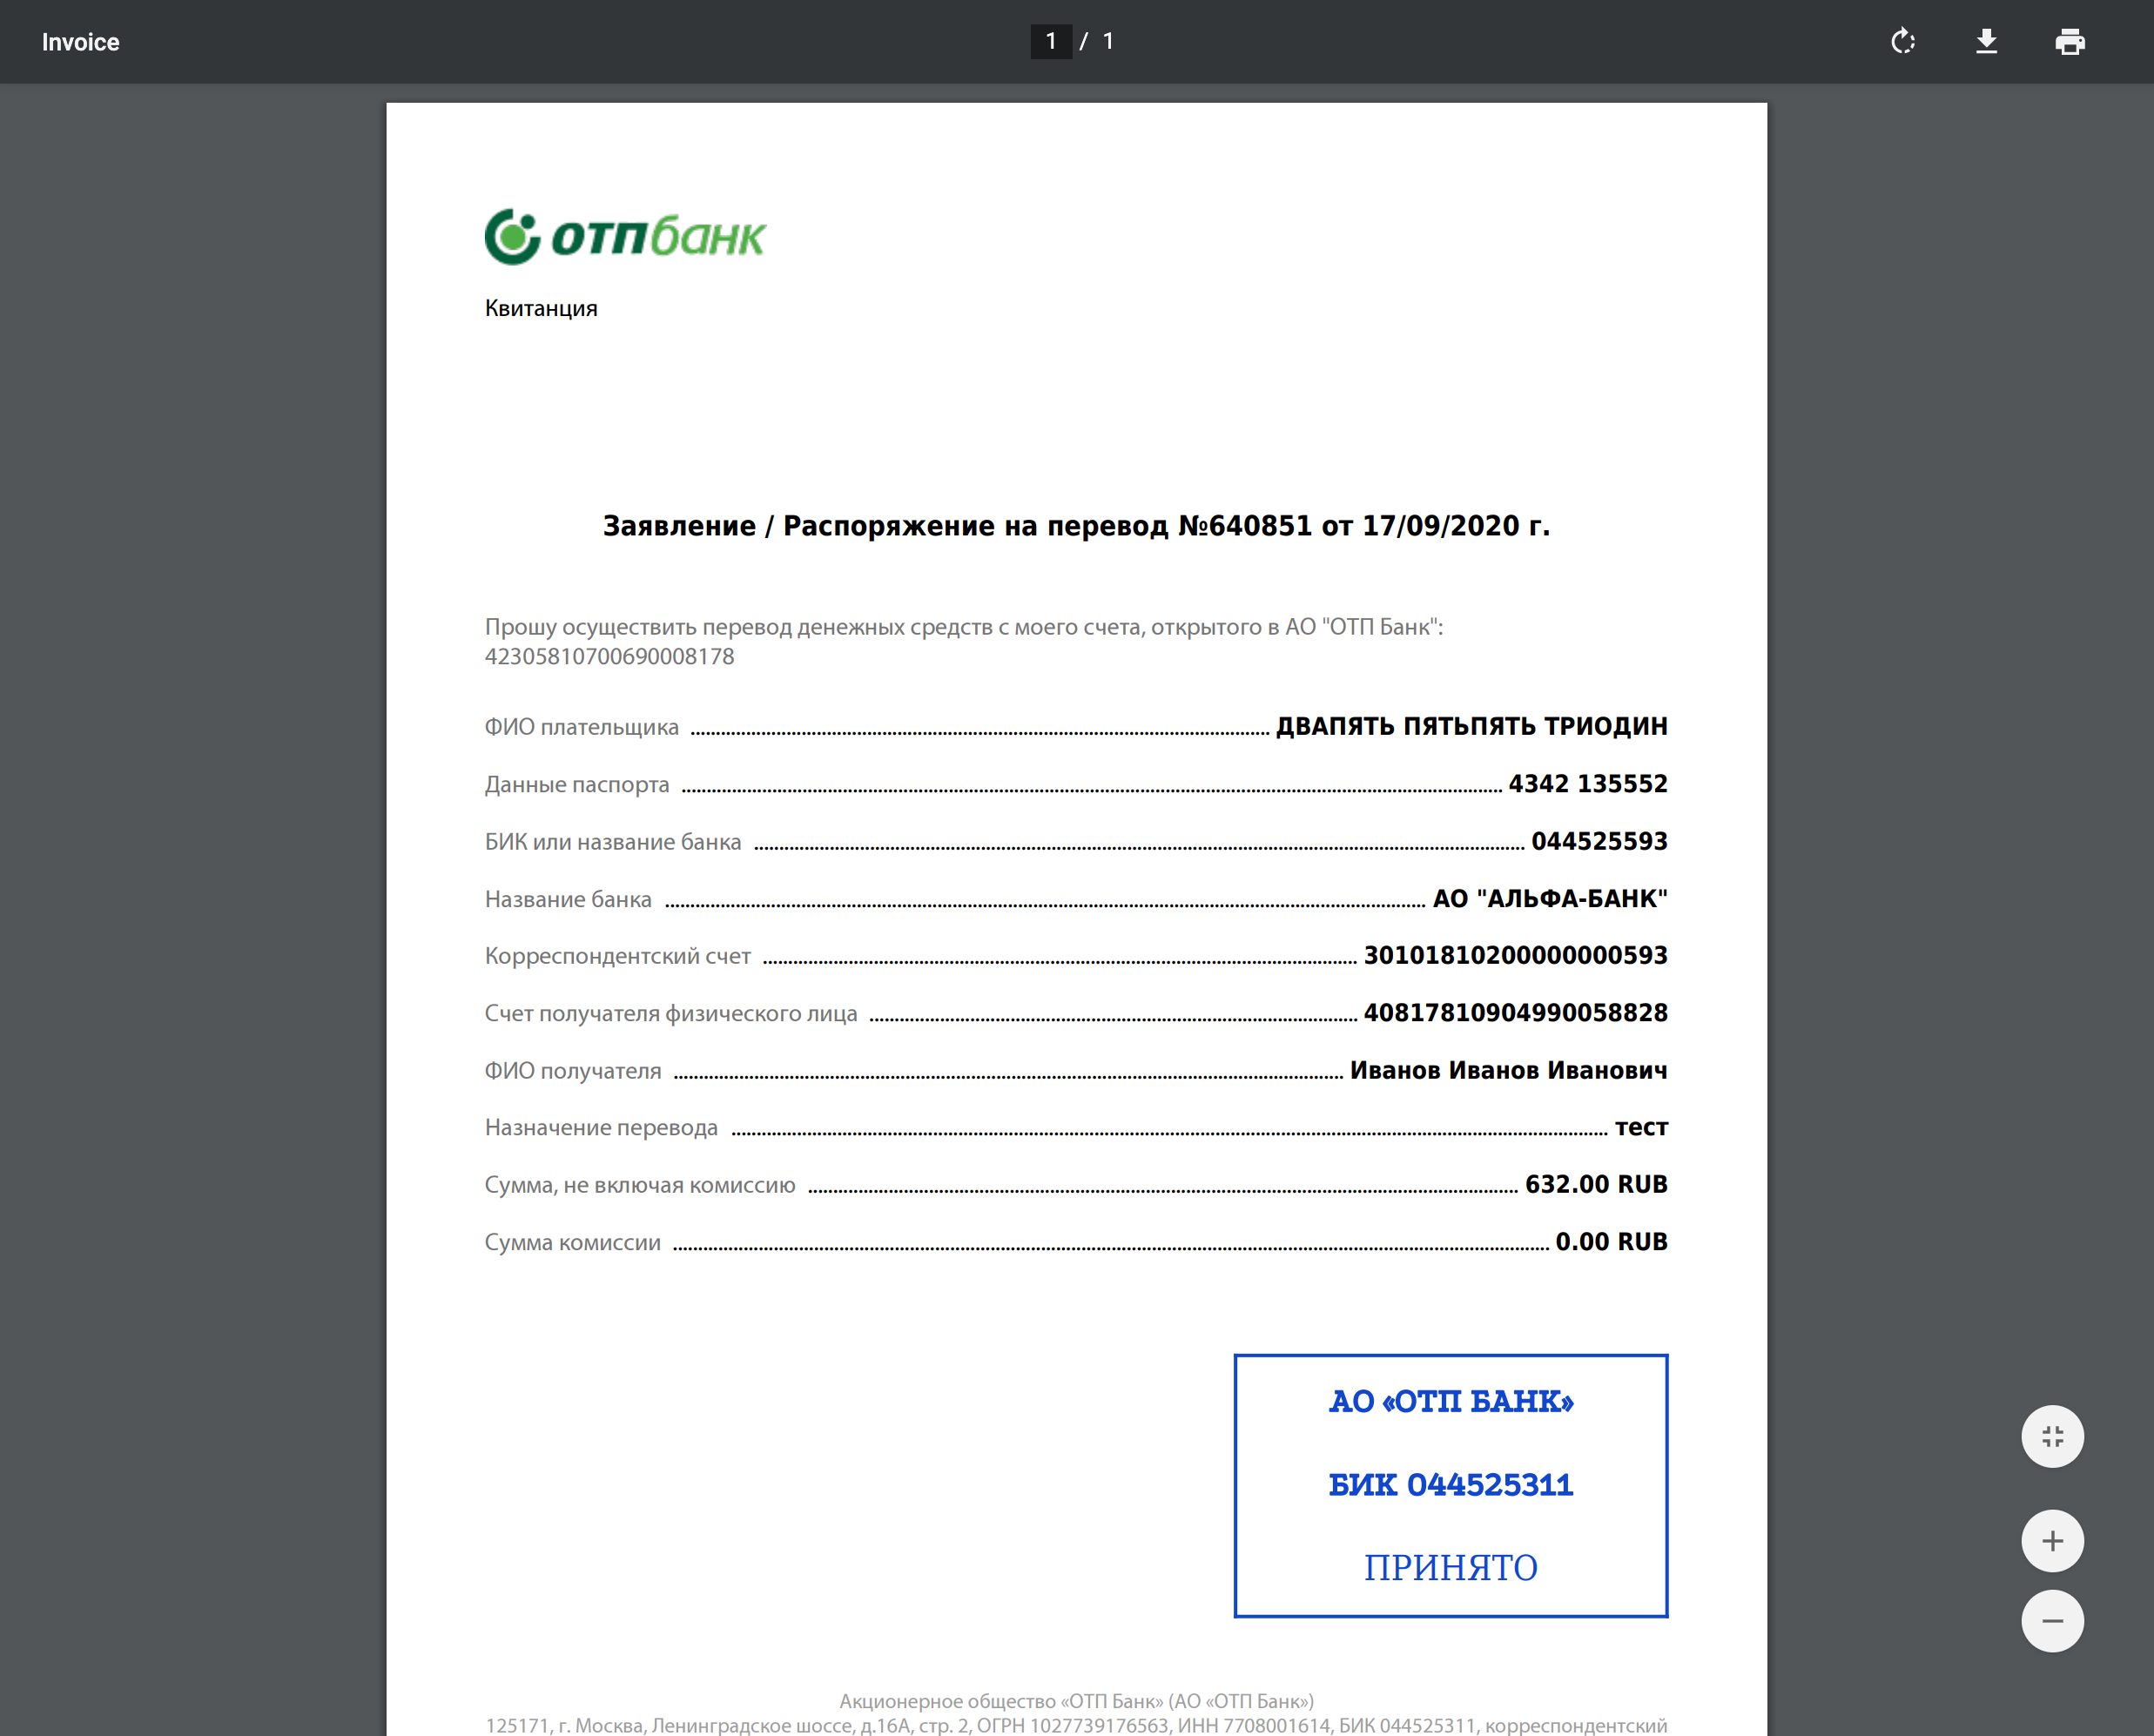 Invoice
1 / 1
отпбанк
Квитанция
Заявление / Распоряжение на перевод №640851 от 17/09/2020 г.
Прошу осуществить перевод денежных средств с моего счета, открытого в АО "ОТП Банк":
42305810700690008178
ФИО плательщика ДВАПЯТЬ ПЯТЬПЯТЬ ТРИОДИН
Данные паспорта 4342 135552
БИК или название банка 044525593
Название банка АО "АЛЬФА-БАНК"
Корреспондентский счет 30101810200000000593
Счет получателя физического лица 40817810904990058828
ФИО получателя Иванов Иванов Иванович
Назначение перевода тест
Сумма, не включая комиссию 632.00 RUB
Сумма комиссии 0.00 RUB
АО «ОТП БАНК»
БИК 044525311
ПРИНЯТО
Акционерное общество «ОТП Банк» (АО «ОТП Банк»)
125171, г. Москва, Ленинградское шоссе, д.16А, стр. 2, ОГРН 1027739176563, ИНН 7708001614, БИК 044525311, корреспондентский